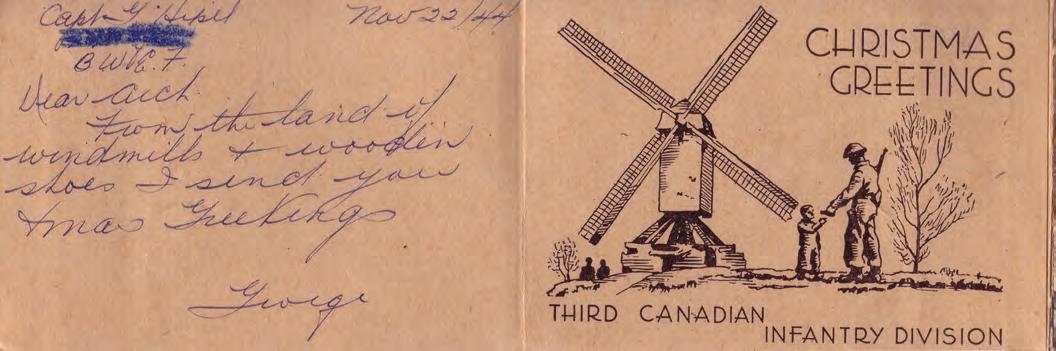 Capt G. Hipel Nov 22/44
B.W.E.F.
Dear Arch.
From the land of
windmills + wooden
shoes I send you
Xmas Greetings
George
CHRISTMAS
GREETINGS
THIRD CANADIAN
INFANTRY DIVISION